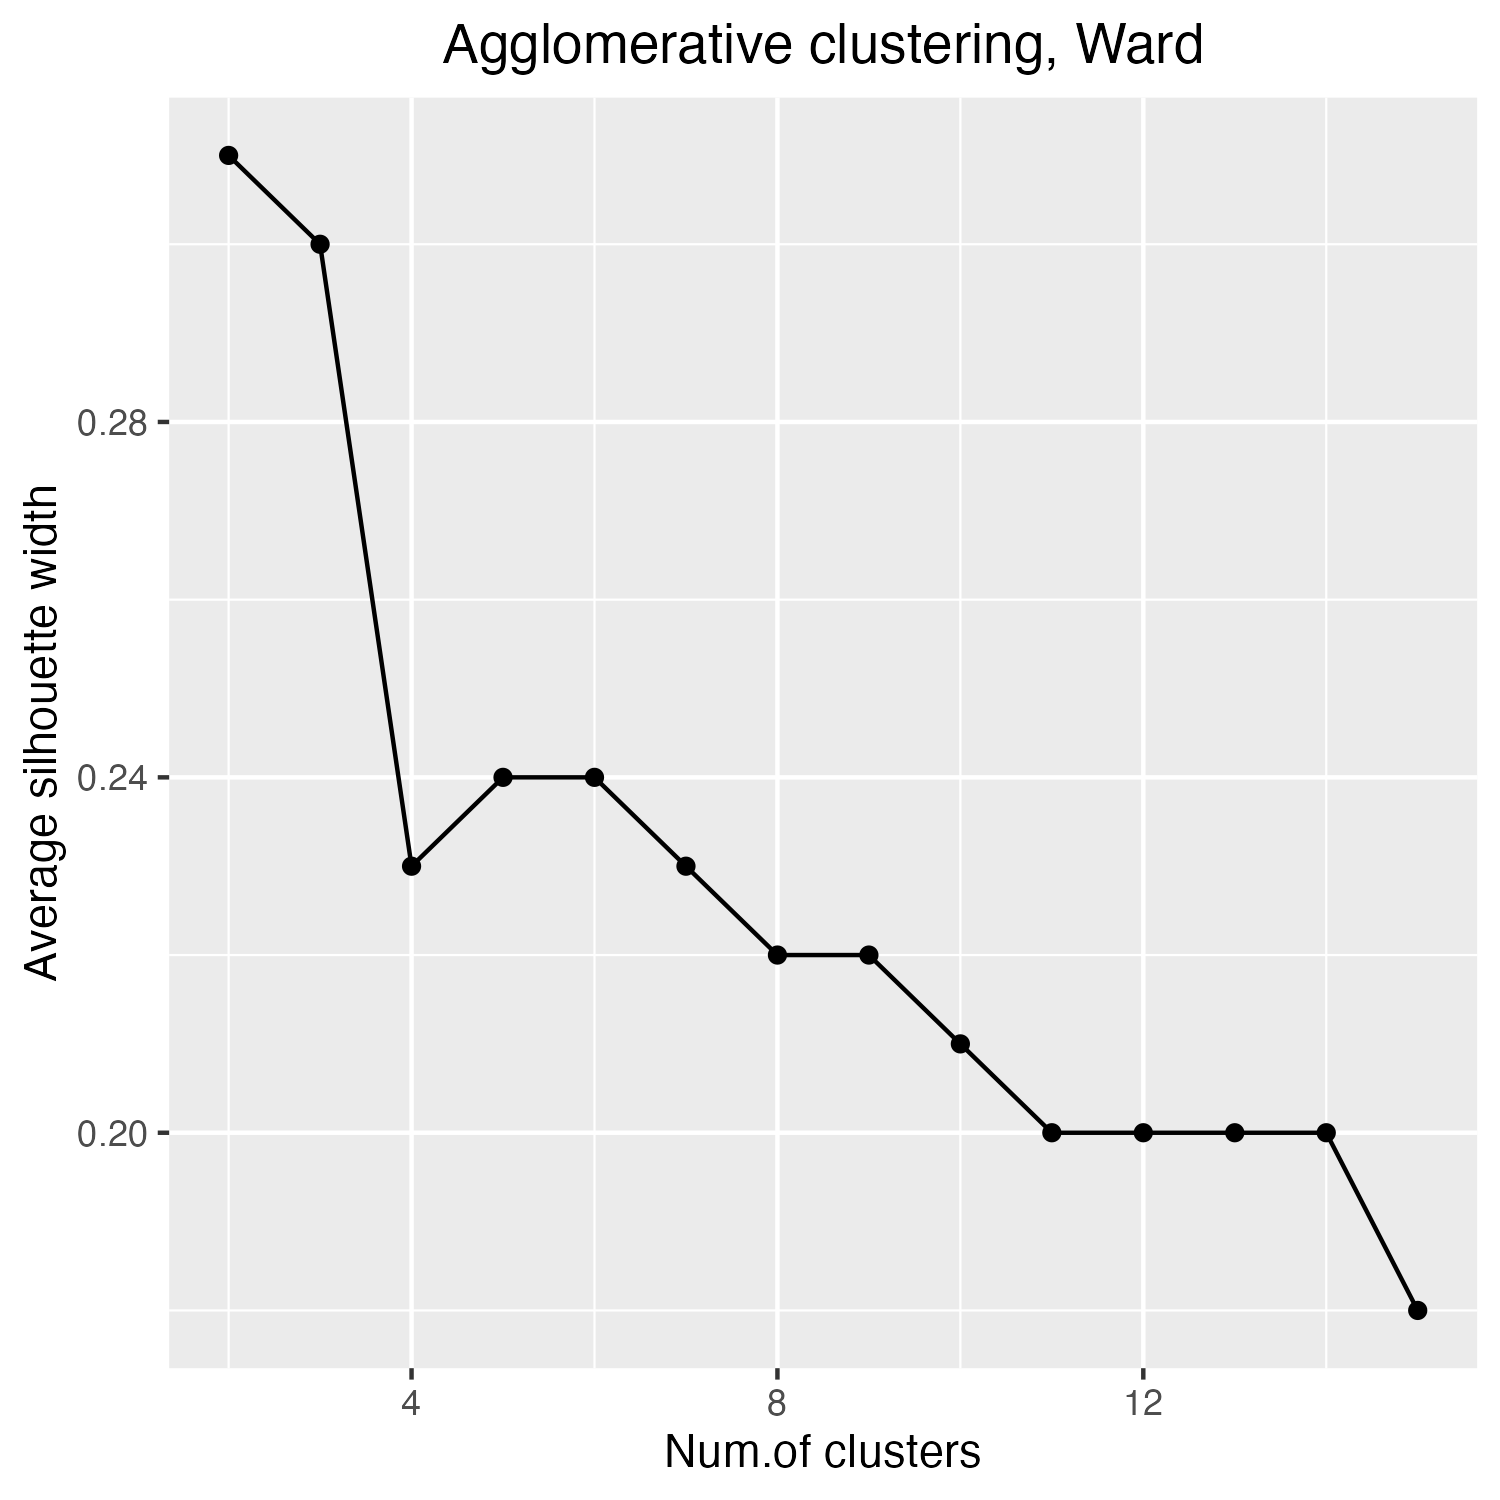 Agglomerative clustering, Ward
Average silhouette width
0.28
0.24
0.20
4
8
12
Num.of clusters